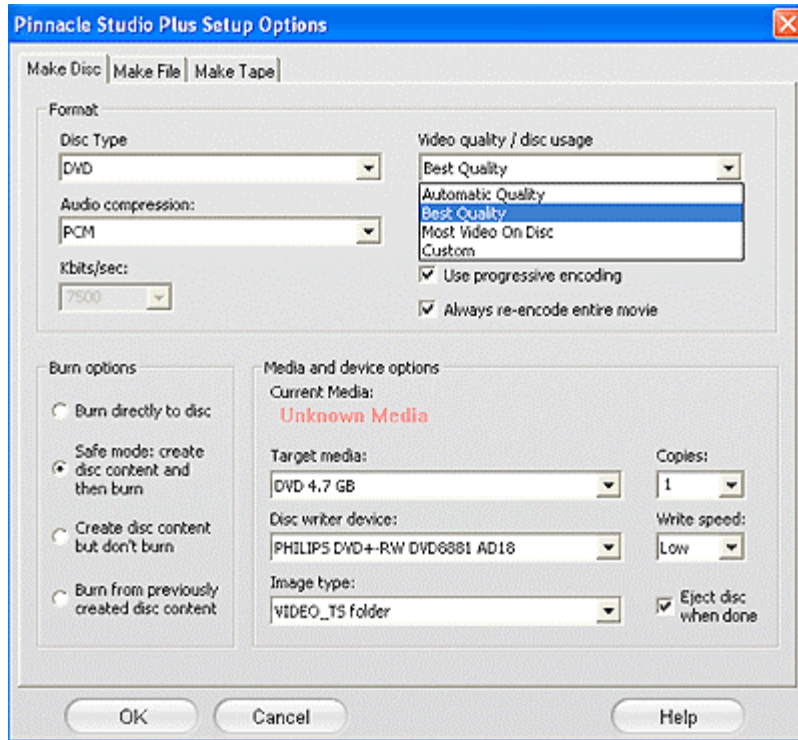 Pinnacle Studio Plus Setup Options
Make Disc
Make File
Make Tape
Format
Disc Type
DVD
Audio compression:
PCM
Kbits/sec:
7500
Video quality / disc usage
Best Quality
Automatic Quality
Best Quality
Most Video On Disc
Custom
Use progressive encoding
Always re-encode entire movie
Burn options
Burn directly to disc
Safe mode: create
disc content and
then burn
Create disc content
but don't burn
Burn from previously
created disc content
Media and device options
Current Media:
Unknown Media
Target media:
DVD 4.7 GB
Copies:
1
Disc writer device:
PHILIPS DVD+-RW DVD8881 AD18
Write speed:
Low
Image type:
VIDEO_TS folder
Eject disc
when done
OK
Cancel
Help